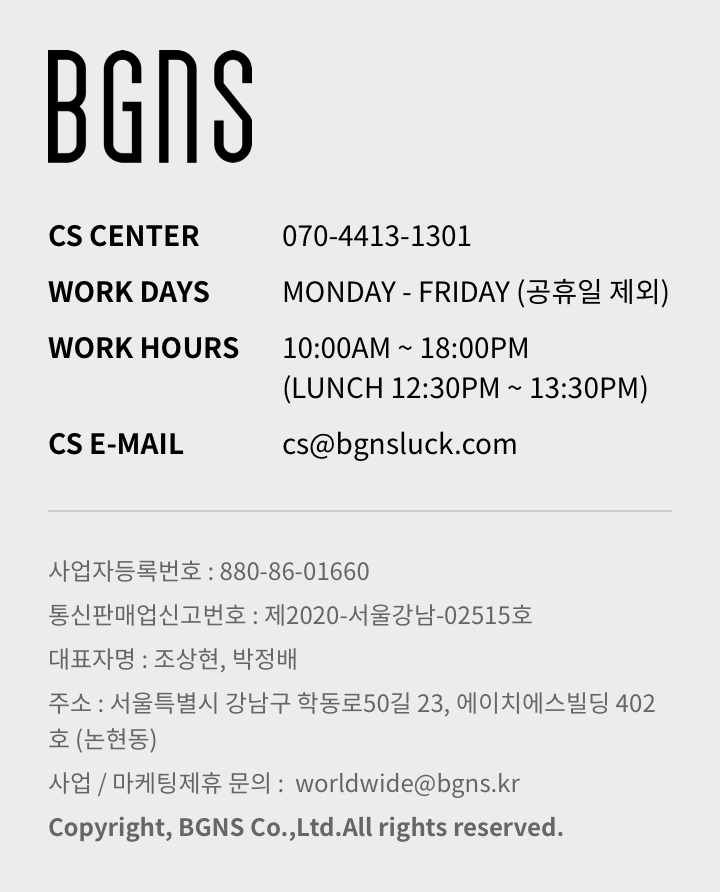 BGNS
CS CENTER 070-4413-1301
WORK DAYS MONDAY - FRIDAY (공휴일 제외)
WORK HOURS 10:00AM ~ 18:00PM
(LUNCH 12:30PM ~ 13:30PM)
CS E-MAIL cs@bgnsluck.com
사업자등록번호 : 880-86-01660
통신판매업신고번호 : 제2020-서울강남-02515호
대표자명 : 조상현, 박정배
주소 : 서울특별시 강남구 학동로50길 23, 에이치에스빌딩 402
호 (논현동)
사업 / 마케팅제휴 문의 : worldwide@bgns.kr
Copyright, BGNS Co.,Ltd.All rights reserved.